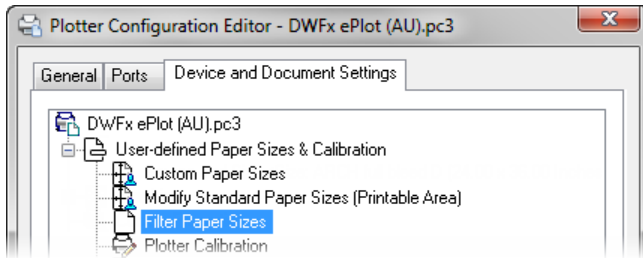 Plotter Configuration Editor - DWFx ePlot (AU).pc3
General Ports Device and Document Settings
DWFx ePlot (AU).pc3
User-defined Paper Sizes & Calibration
Custom Paper Sizes
Modify Standard Paper Sizes (Printable Area)
Filter Paper Sizes
Plotter Calibration